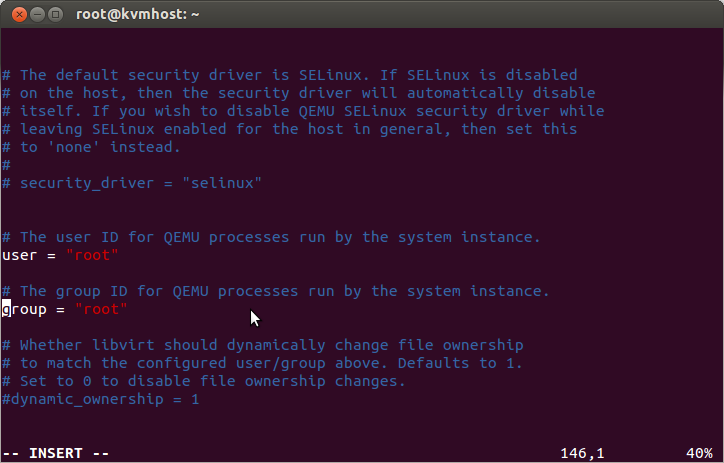 root@kvmhost: ~
# The default security driver is SELinux. If SELinux is disabled
# on the host, then the security driver will automatically disable
# itself. If you wish to disable QEMU SELinux security driver while
# leaving SELinux enabled for the host in general, then set this
# to 'none' instead.
#
# security_driver = "selinux"
# The user ID for QEMU processes run by the system instance.
user = "root"
# The group ID for QEMU processes run by the system instance.
group = "root"
# Whether libvirt should dynamically change file ownership
# to match the configured user/group above. Defaults to 1.
# Set to 0 to disable file ownership changes.
#dynamic_ownership = 1
-- INSERT -- 146,1 40%